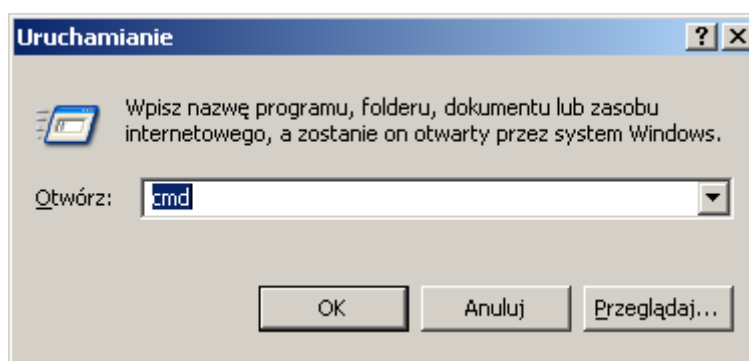 Uruchamianie
Wpisz nazwę programu, folderu, dokumentu lub zasobu
internetowego, a zostanie on otwarty przez system Windows.
Otwórz: cmd
OK Anuluj Przeglądaj...